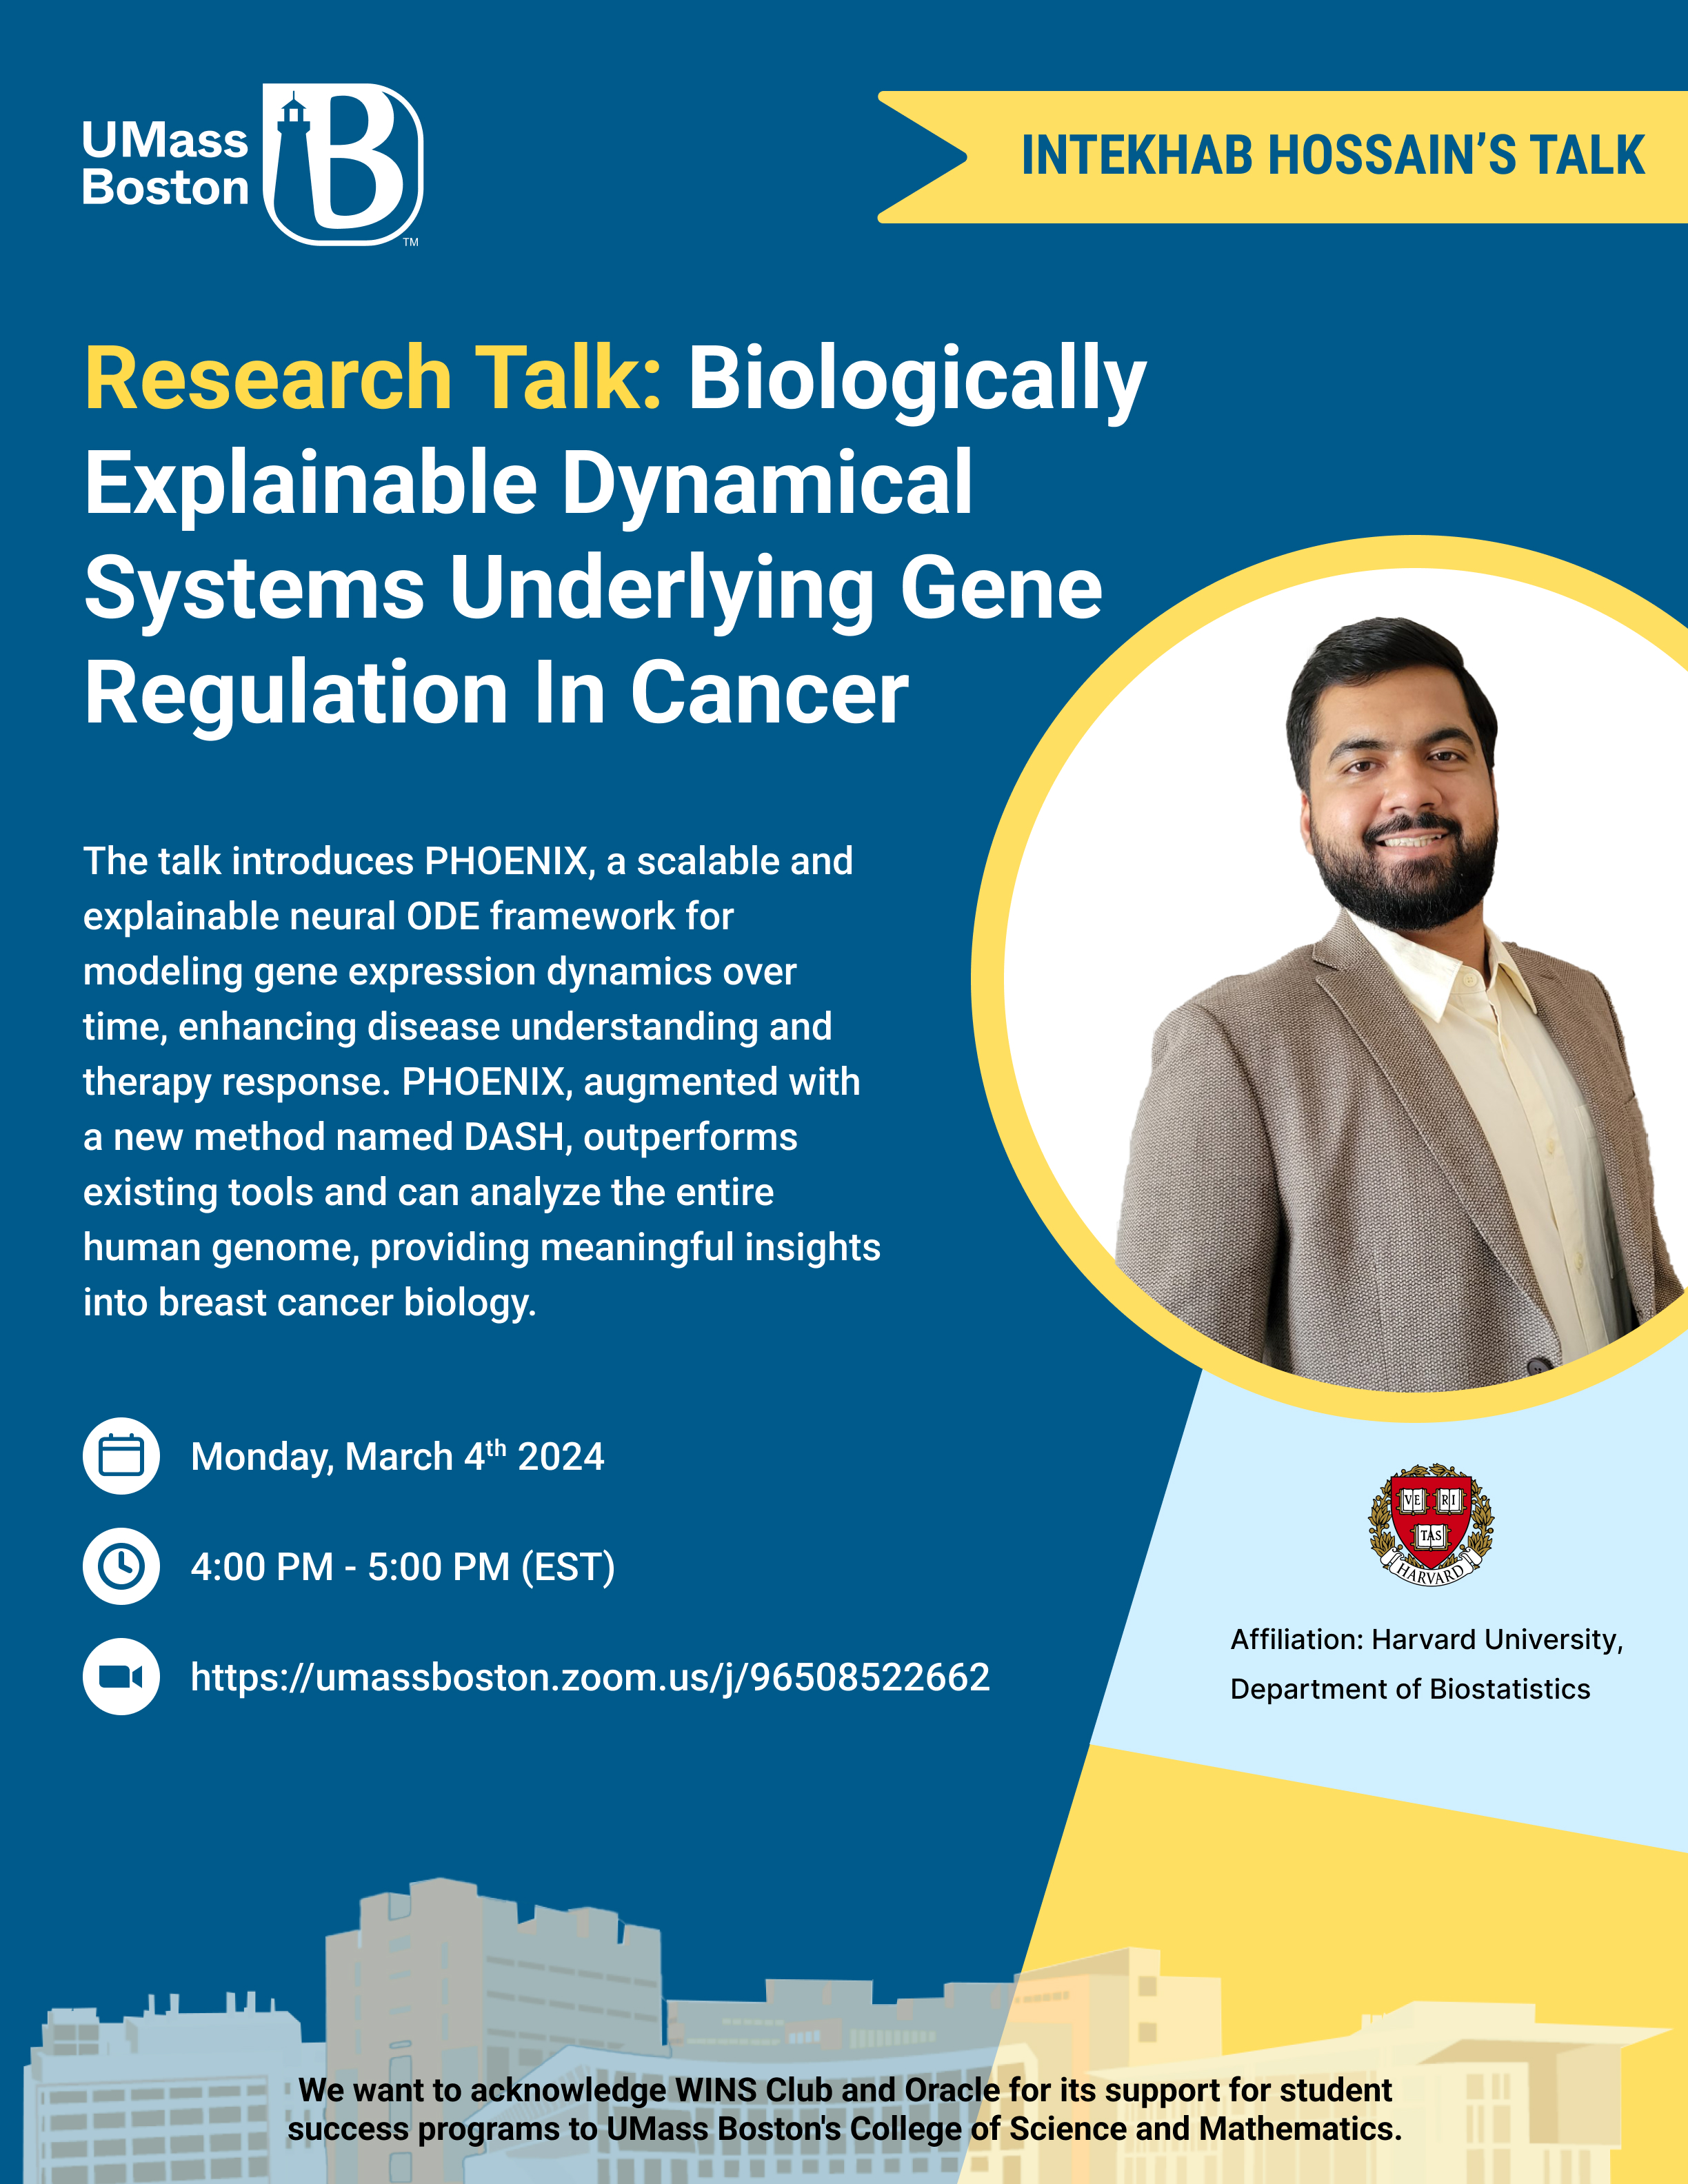 UMass
Boston
B
TM
INTEKHAB HOSSAIN’S TALK
Research Talk: Biologically
Explainable Dynamical
Systems Underlying Gene
Regulation In Cancer
The talk introduces PHOENIX, a scalable and
explainable neural ODE framework for
modeling gene expression dynamics over
time, enhancing disease understanding and
therapy response. PHOENIX, augmented with
a new method named DASH, outperforms
existing tools and can analyze the entire
human genome, providing meaningful insights
into breast cancer biology.
Monday, March 4th 2024
4:00 PM - 5:00 PM (EST)
https://umassboston.zoom.us/j/96508522662
VE RI
TAS
HARVARD
Affiliation: Harvard University,
Department of Biostatistics
We want to acknowledge WINS Club and Oracle for its support for student
success programs to UMass Boston's College of Science and Mathematics.